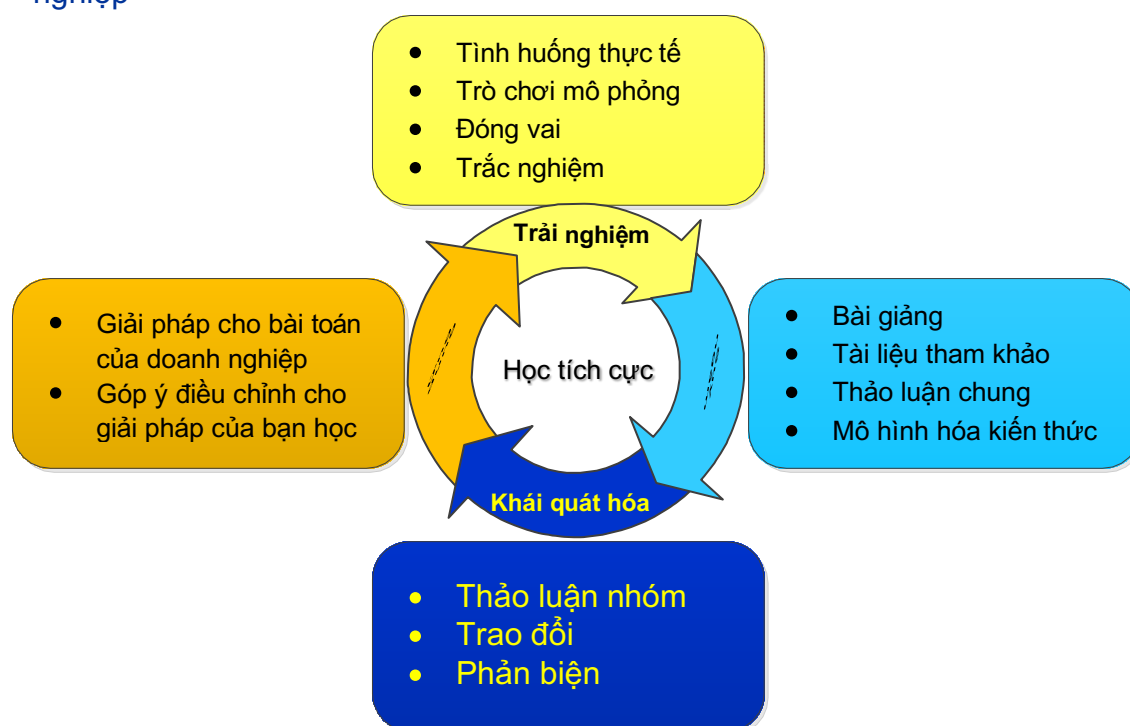 nghiệp
• Tình huống thực tế
• Trò chơi mô phỏng
• Đóng vai
• Trắc nghiệm
Trải nghiệm
• Giải pháp cho bài toán
của doanh nghiệp
• Góp ý điều chỉnh cho
giải pháp của bạn học
Học tích cực
• Bài giảng
• Tài liệu tham khảo
• Thảo luận chung
• Mô hình hóa kiến thức
Khái quát hóa
• Thảo luận nhóm
• Trao đổi
• Phản biện